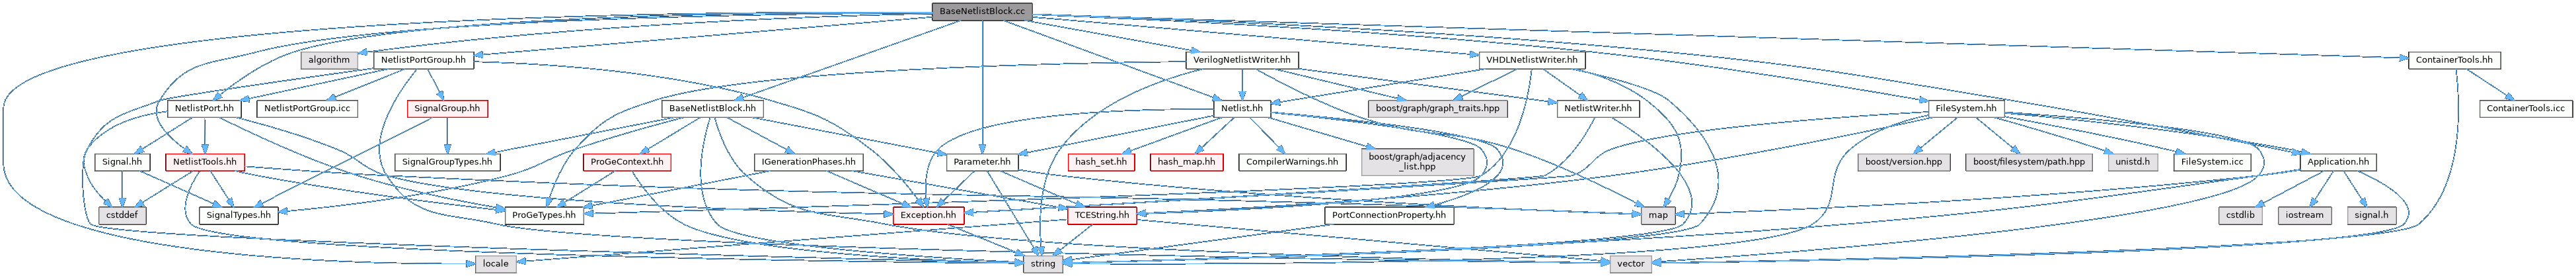 BaseNetlistBlock.cc
algorithm
NetlistPortGroup.hh
VerilogNetlistWriter.hh
VHDLNetlistWriter.hh
ContainerTools.hh
NetlistPort.hh
NetlistPortGroup.icc
SignalGroup.hh
BaseNetlistBlock.hh
Netlist.hh
boost/graph/graph_traits.hpp
NetlistWriter.hh
FileSystem.hh
ContainerTools.icc
Signal.hh
NetlistTools.hh
SignalGroupTypes.hh
ProGeContext.hh
IGenerationPhases.hh
Parameter.hh
hash_set.hh
hash_map.hh
CompilerWarnings.hh
boost/graph/adjacency
_list.hpp
boost/version.hpp
boost/filesystem/path.hpp
unistd.h
FileSystem.icc
Application.hh
cstddef
SignalTypes.hh
ProGeTypes.hh
Exception.hh
TCEString.hh
PortConnectionProperty.hh
map
cstdlib
iostream
signal.h
locale
string
vector